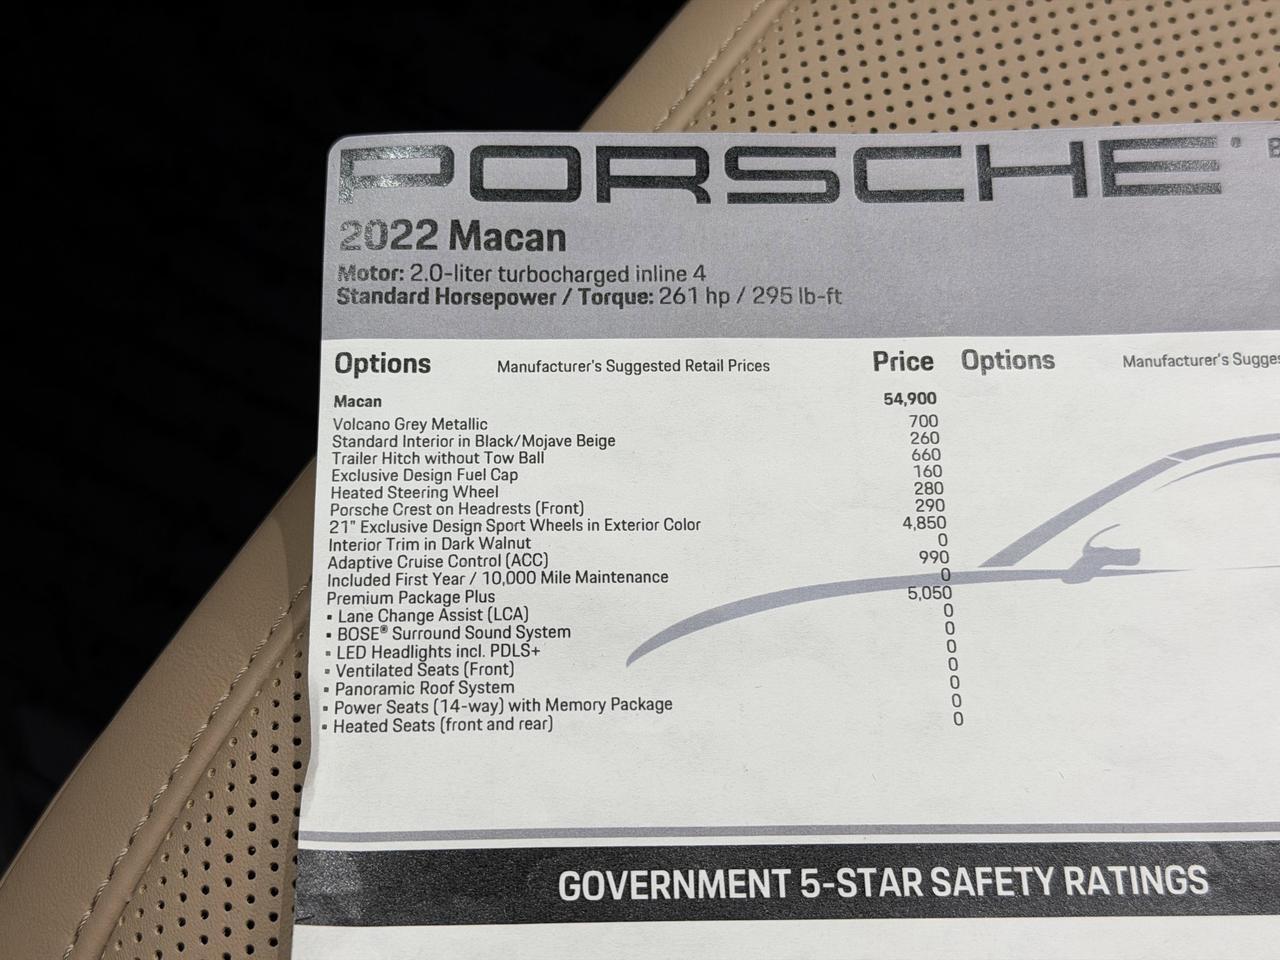 PORSCHE®
2022 Macan
Motor: 2.0-liter turbocharged inline 4
Standard Horsepower / Torque: 261 hp / 295 lb-ft
Options Manufacturer's Suggested Retail Prices Price Options Manufacturer's
Macan 54,900
Volcano Grey Metallic 700
Standard Interior in Black/Mojave Beige 260
Trailer Hitch without Tow Ball 660
Exclusive Design Fuel Cap 160
Heated Steering Wheel 280
Porsche Crest on Headrests (Front) 290
21" Exclusive Design Sport Wheels in Exterior Color 4,850
Interior Trim in Dark Walnut 0
Adaptive Cruise Control (ACC) 990
Included First Year / 10,000 Mile Maintenance 0
Premium Package Plus 5,050
▪ Lane Change Assist (LCA) 0
▪ BOSE® Surround Sound System 0
▪ LED Headlights incl. PDLS+ 0
▪ Ventilated Seats (Front) 0
▪ Panoramic Roof System 0
▪ Power Seats (14-way) with Memory Package 0
▪ Heated Seats (front and rear) 0
GOVERNMENT 5-STAR SAFETY RATINGS